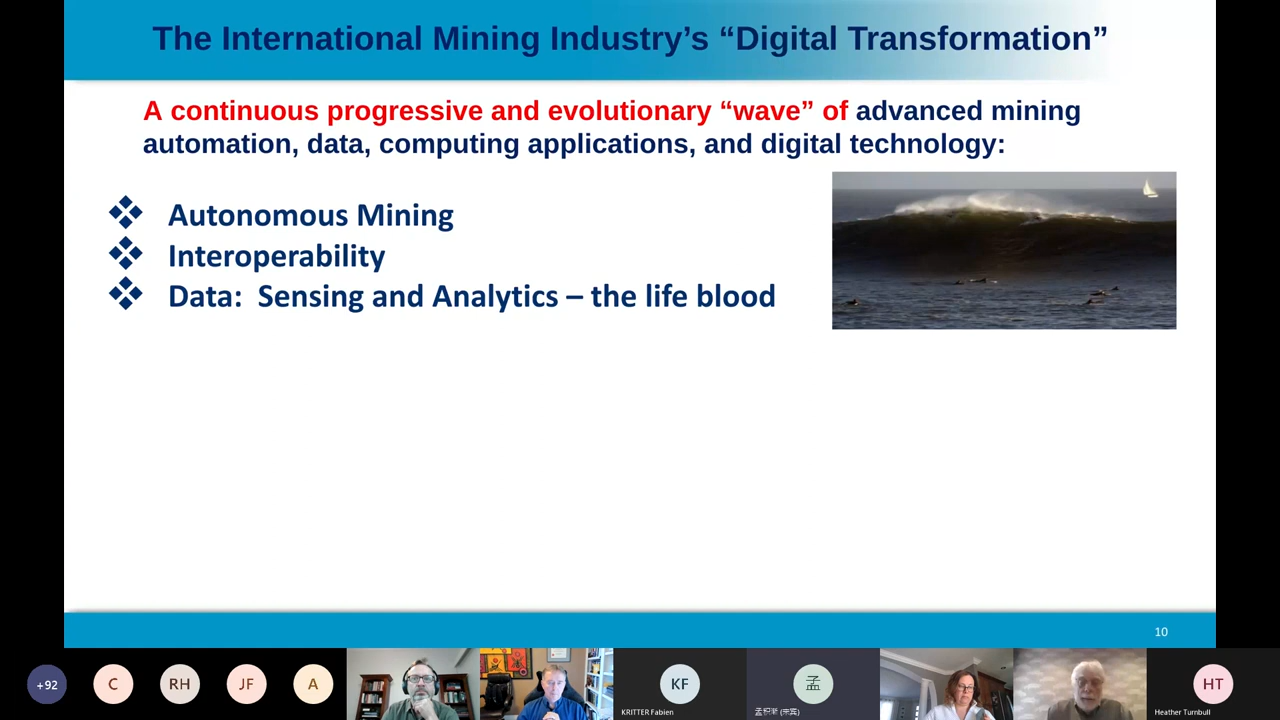 The International Mining Industry’s “Digital Transformation”
A continuous progressive and evolutionary “wave” of advanced mining
automation, data, computing applications, and digital technology:
Autonomous Mining
Interoperability
Data: Sensing and Analytics – the life blood
10
+92
C
RH
JF
A
KF
KRITTER Fabien
孟
HT
Heather Turnbull